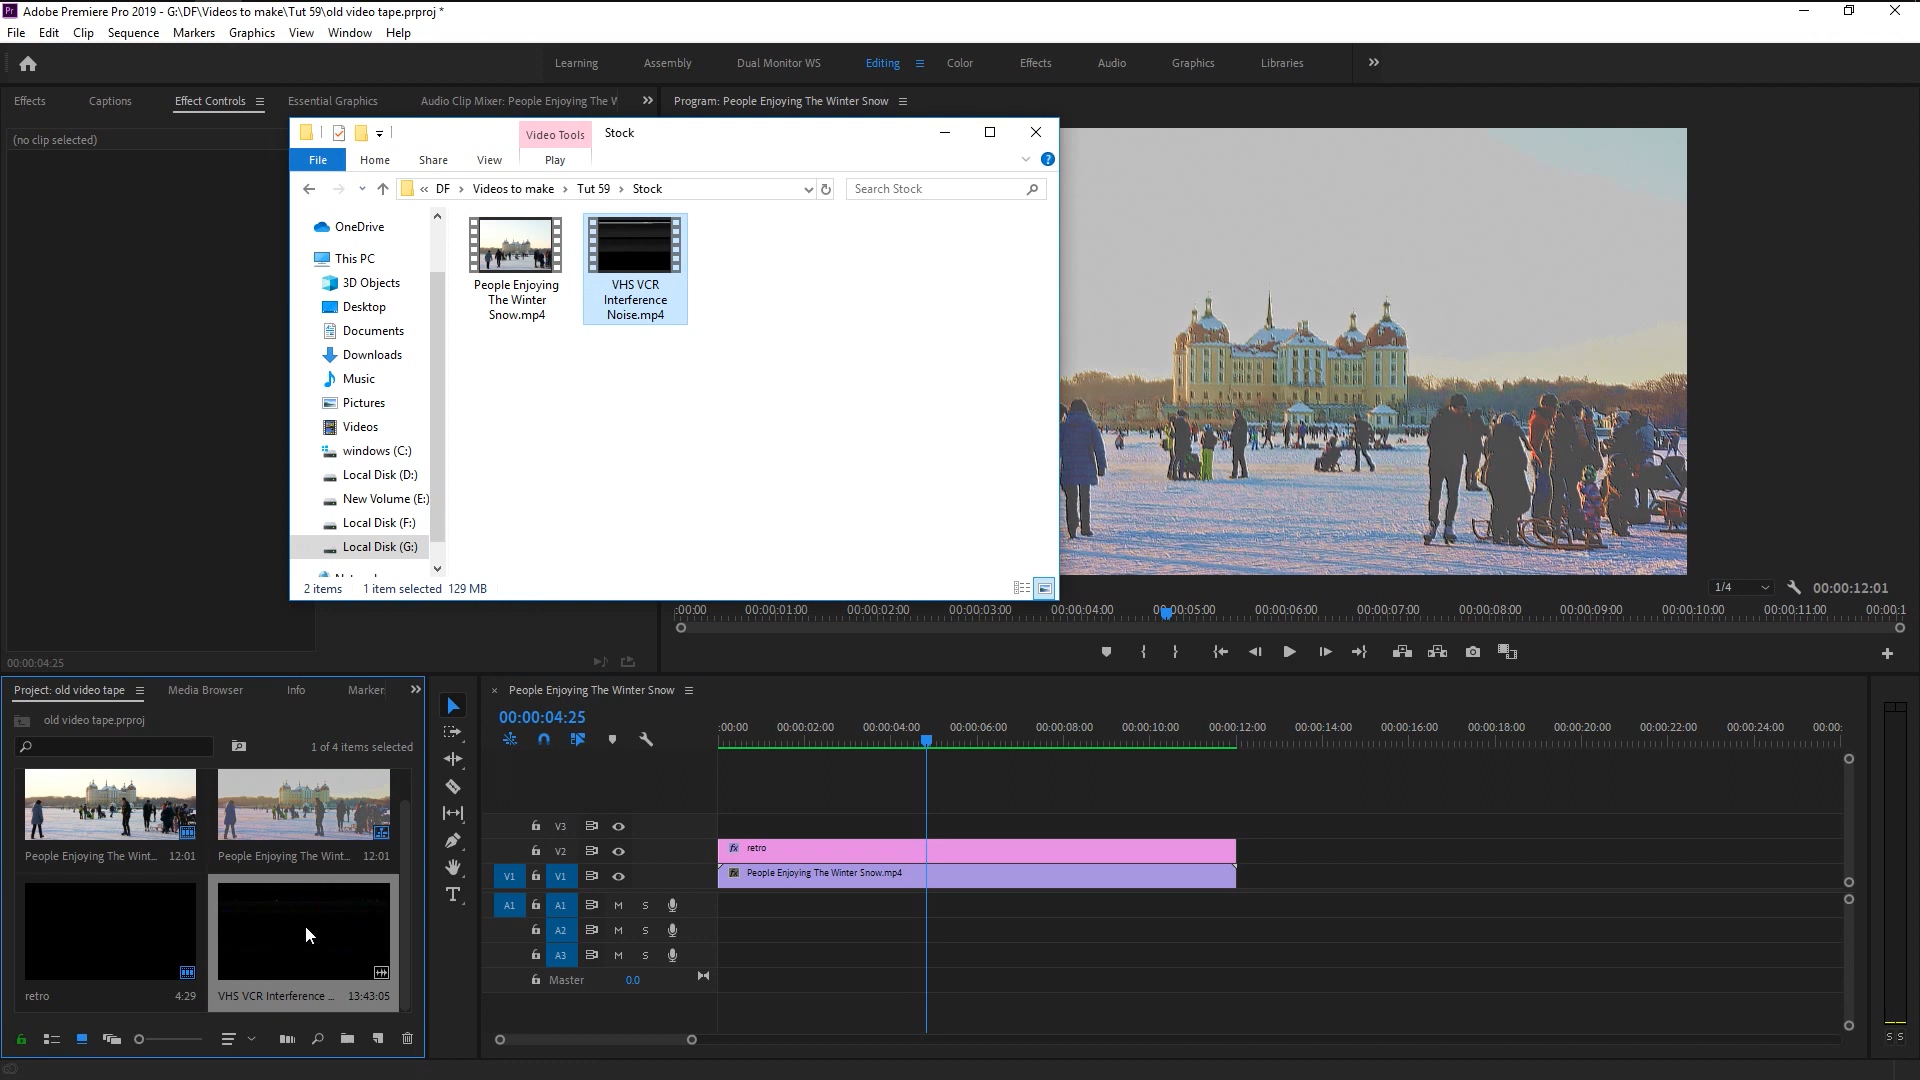 Adobe Premiere Pro 2019 - G:\DF\Videos to make\Tut 59\old video tape.prproj *
File Edit Clip Sequence Markers Graphics View Window Help
Learning Assembly Dual Monitor WS Editing Color Effects Audio Graphics Libraries
Effects Captions Effect Controls Essential Graphics Audio Clip Mixer: People Enjoying The W
Program: People Enjoying The Winter Snow
(no clip selected)
Video Tools Stock
File Home Share View Play
DF Videos to make Tut 59 Stock
Search Stock
OneDrive
This PC
3D Objects
Desktop
Documents
Downloads
Music
Pictures
Videos
windows (C:)
Local Disk (D:)
New Volume (E:)
Local Disk (F:)
Local Disk (G:)
People Enjoying
The Winter
Snow.mp4
VHS VCR
Interference
Noise.mp4
2 items 1 item selected 129 MB
1/4 00:00:12:01
:00:00 00:00:01:00 00:00:02:00 00:00:03:00 00:00:04:00 00:00:05:00 00:00:06:00 00:00:07:00 00:00:08:00 00:00:09:00 00:00:10:00 00:00:11:00 00:00:1
00:00:04:25
Project: old video tape Media Browser Info Marker
old video tape.prproj
1 of 4 items selected
People Enjoying The Wint... 12:01
People Enjoying The Wint... 12:01
retro 4:29
VHS VCR Interference ... 13:43:05
People Enjoying The Winter Snow
00:00:04:25
:00:00 00:00:02:00 00:00:04:00 00:00:06:00 00:00:08:00 00:00:10:00 00:00:12:00 00:00:14:00 00:00:16:00 00:00:18:00 00:00:20:00 00:00:22:00 00:00:24:00 00:00:
V3
V2
fx retro
V1 V1
fx People Enjoying The Winter Snow.mp4
A1 A1 M S
A2 M S
A3 M S
Master 0.0
S S